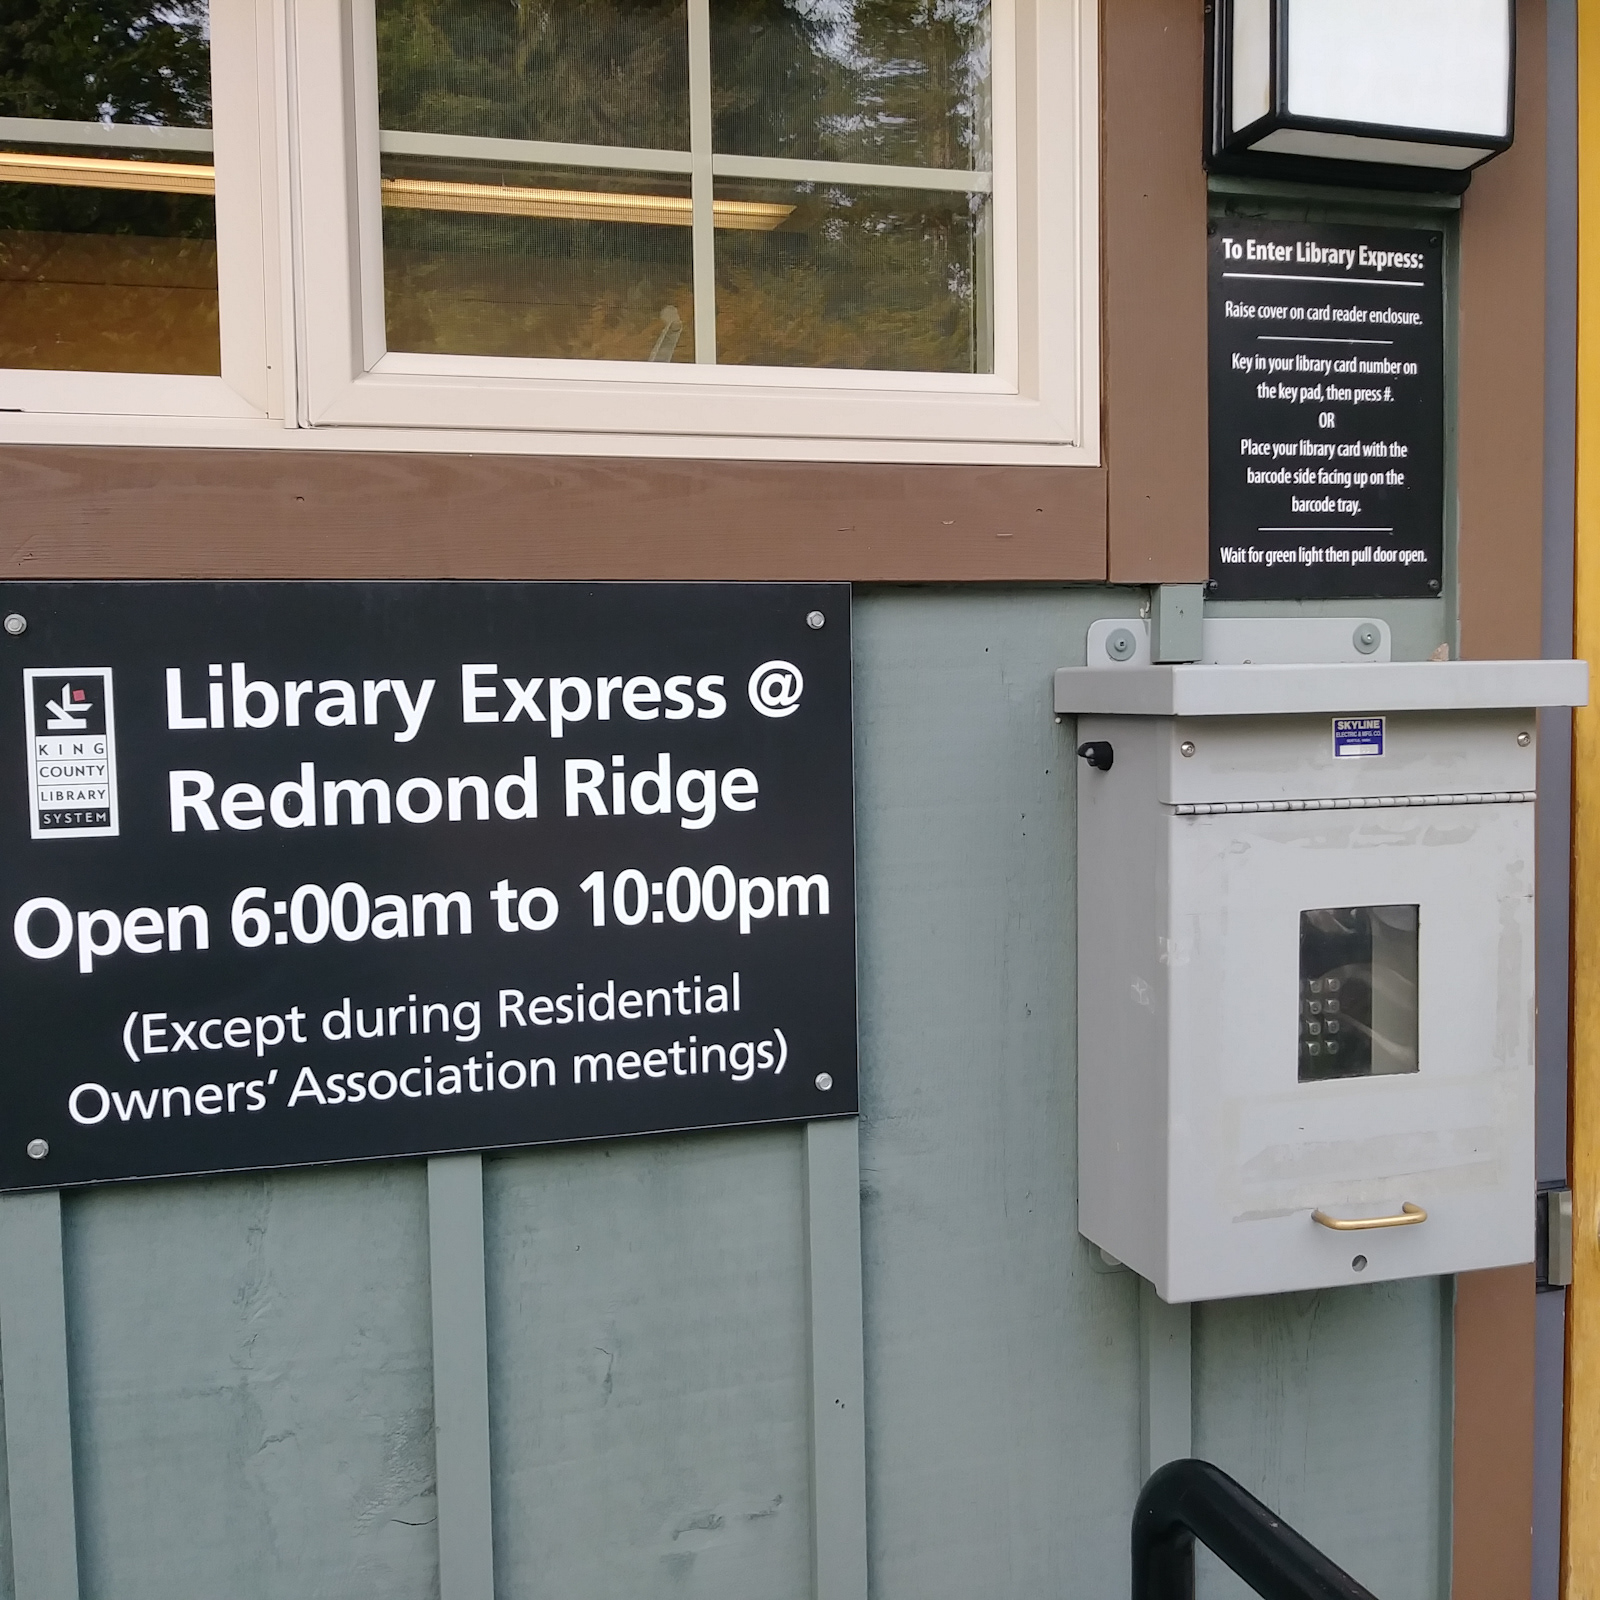 Library Express @
Redmond Ridge
Open 6:00am to 10:00pm
(Except during Residential
Owners' Association meetings)
KING
COUNTY
LIBRARY
SYSTEM
To Enter Library Express:
Raise cover on card reader enclosure.
Key in your library card number on
the key pad, then press #.
OR
Place your library card with the
barcode side facing up on the
barcode tray.
Wait for green light then pull door open.
SKYLINE
ELECTRIC & MFG. CO.